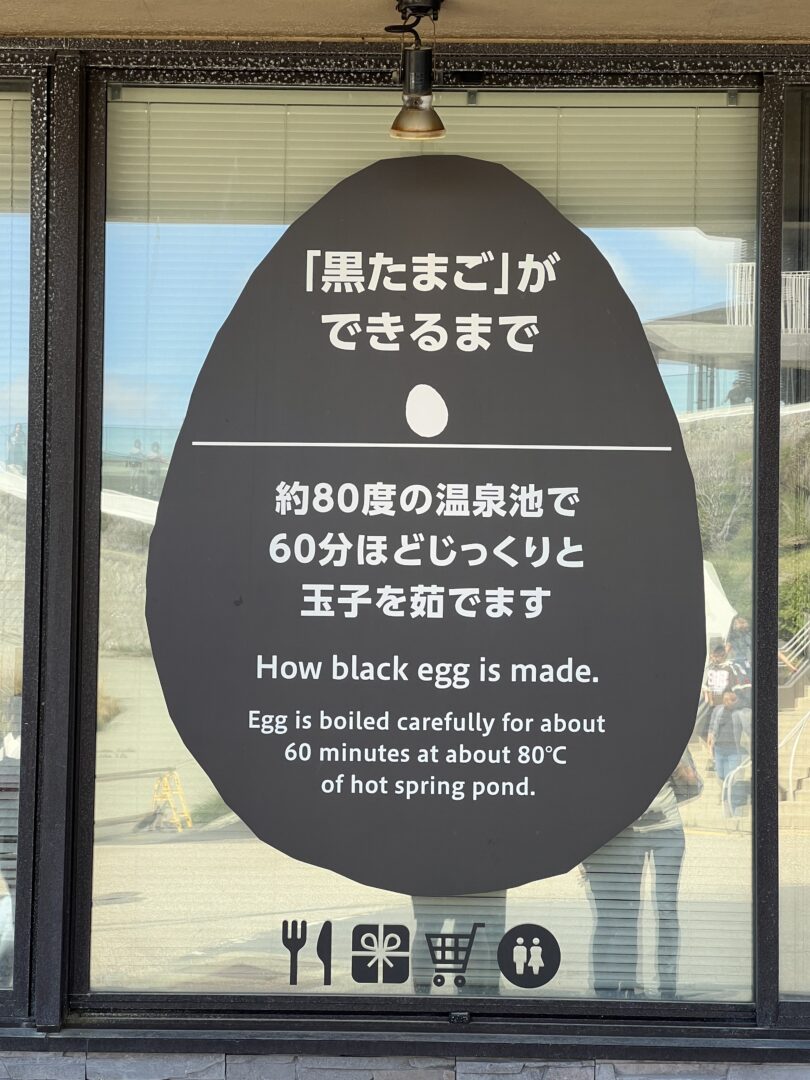 「黒たまご」が
できるまで
約80度の温泉池で
60分ほどじっくりと
玉子を茹でます
How black egg is made.
Egg is boiled carefully for about
60 minutes at about 80℃
of hot spring pond.